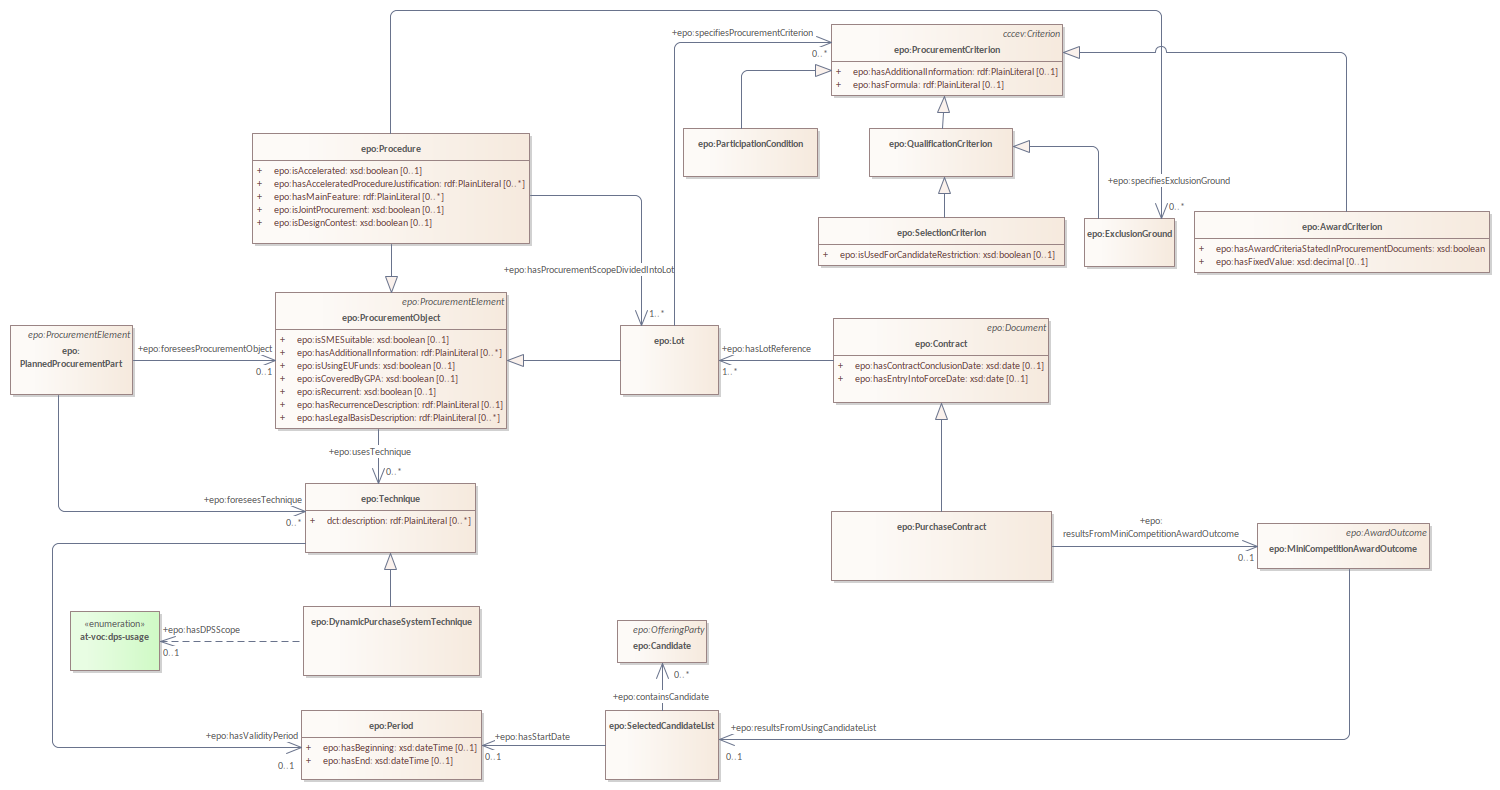 +epo:specifiesProcurementCriterion
0..*
cccev:Criterion
epo:ProcurementCriterion
+ epo:hasAdditionalInformation: rdf:PlainLiteral [0..1]
+ epo:hasFormula: rdf:PlainLiteral [0..1]
epo:Procedure
+ epo:isAccelerated: xsd:boolean [0..1]
+ epo:hasAcceleratedProcedureJustification: rdf:PlainLiteral [0..*]
+ epo:hasMainFeature: rdf:PlainLiteral [0..*]
+ epo:isJointProcurement: xsd:boolean [0..1]
+ epo:isDesignContest: xsd:boolean [0..1]
epo:ParticipationCondition
epo:QualificationCriterion
+epo:specifiesExclusionGround
0..*
epo:SelectionCriterion
+ epo:isUsedForCandidateRestriction: xsd:boolean [0..1]
epo:ExclusionGround
epo:AwardCriterion
+ epo:hasAwardCriteriaStatedInProcurementDocuments: xsd:boolean
+ epo:hasFixedValue: xsd:decimal [0..1]
+epo:hasProcurementScopeDividedIntoLot
1..*
epo:ProcurementElement
epo:
PlannedProcurementPart
+epo:foreseesProcurementObject
0..1
epo:ProcurementElement
epo:ProcurementObject
+ epo:isSMESuitable: xsd:boolean [0..1]
+ epo:hasAdditionalInformation: rdf:PlainLiteral [0..*]
+ epo:isUsingEUFunds: xsd:boolean [0..1]
+ epo:isCoveredByGPA: xsd:boolean [0..1]
+ epo:isRecurrent: xsd:boolean [0..1]
+ epo:hasRecurrenceDescription: rdf:PlainLiteral [0..1]
+ epo:hasLegalBasisDescription: rdf:PlainLiteral [0..*]
epo:Lot
+epo:hasLotReference
1..*
epo:Document
epo:Contract
+ epo:hasContractConclusionDate: xsd:date [0..1]
+ epo:hasEntryIntoForceDate: xsd:date [0..1]
+epo:usesTechnique
0..*
+epo:foreseesTechnique
0..*
epo:Technique
+ dct:description: rdf:PlainLiteral [0..*]
epo:PurchaseContract
+epo:
resultsFromMiniCompetitionAwardOutcome
0..1
epo:AwardOutcome
epo:MiniCompetitionAwardOutcome
«enumeration»
at-voc:dps-usage
+epo:hasDPSScope
0..1
epo:DynamicPurchaseSystemTechnique
epo:OfferingParty
epo:Candidate
0..*
+epo:containsCandidate
+epo:hasValidityPeriod
0..1
epo:Period
+ epo:hasBeginning: xsd:dateTime [0..1]
+ epo:hasEnd: xsd:dateTime [0..1]
+epo:hasStartDate
0..1
epo:SelectedCandidateList
+epo:resultsFromUsingCandidateList
0..1